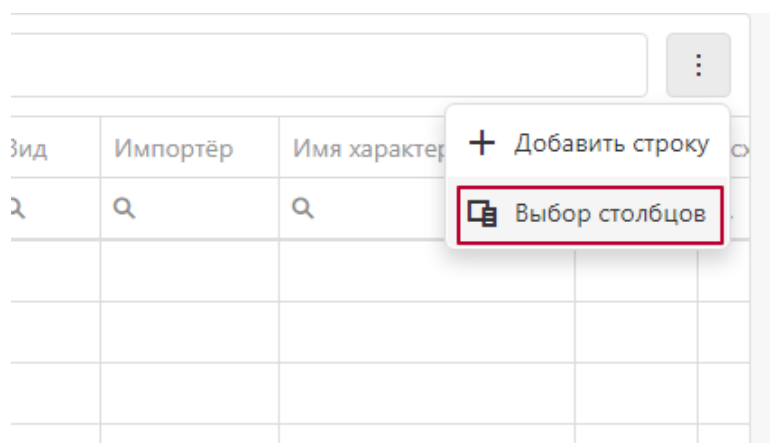 Вид Импортёр Имя характер
Добавить строку
Выбор столбцов